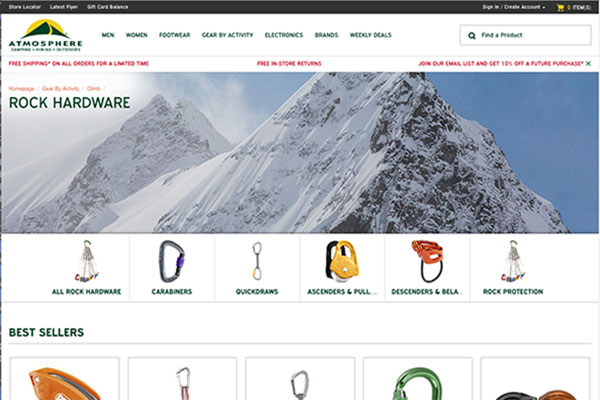 Store Locator Latest Flyer Gift Card Balance Sign In / Create Account 0 ITEM(S)
ATMOSPHERE
CAMPING • HIKING • OUTDOORS
MEN WOMEN FOOTWEAR GEAR BY ACTIVITY ELECTRONICS BRANDS WEEKLY DEALS
Find a Product
FREE SHIPPING* ON ALL ORDERS FOR A LIMITED TIME FREE IN-STORE RETURNS JOIN OUR EMAIL LIST AND GET 10% OFF A FUTURE PURCHASE*
Homepage / Gear By Activity / Climb /
ROCK HARDWARE
ALL ROCK HARDWARE CARABINERS QUICKDRAWS ASCENDERS & PULL... DESCENDERS & BELA... ROCK PROTECTION
BEST SELLERS